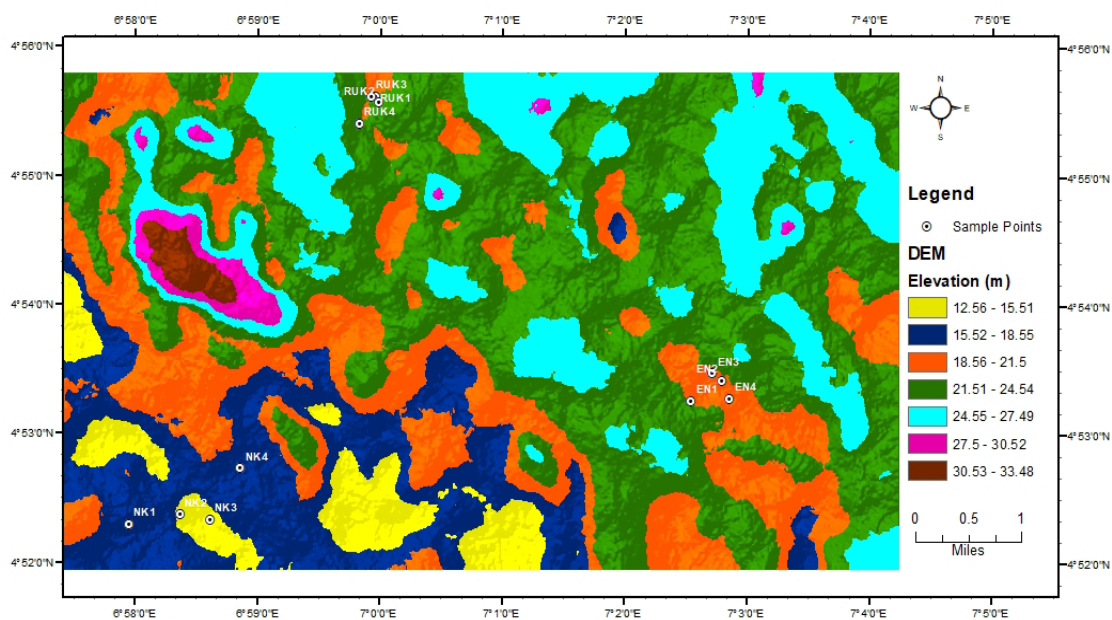 6°58'0"E 6°59'0"E 7°0'0"E 7°1'0"E 7°2'0"E 7°3'0"E 7°4'0"E 7°5'0"E
4°56'0"N 4°56'0"N
RUK3
RUK2
RUK1
RUK4
N
W E
S
4°55'0"N 4°55'0"N
Legend
Sample Points
DEM
Elevation (m)
12.56 - 15.51
15.52 - 18.55
18.56 - 21.5
21.51 - 24.54
24.55 - 27.49
27.5 - 30.52
30.53 - 33.48
4°54'0"N 4°54'0"N
EN3
EN2
EN1 EN4
4°53'0"N 4°53'0"N
NK4
NK1 NK2 NK3
0 0.5 1
Miles
4°52'0"N 4°52'0"N
6°58'0"E 6°59'0"E 7°0'0"E 7°1'0"E 7°2'0"E 7°3'0"E 7°4'0"E 7°5'0"E